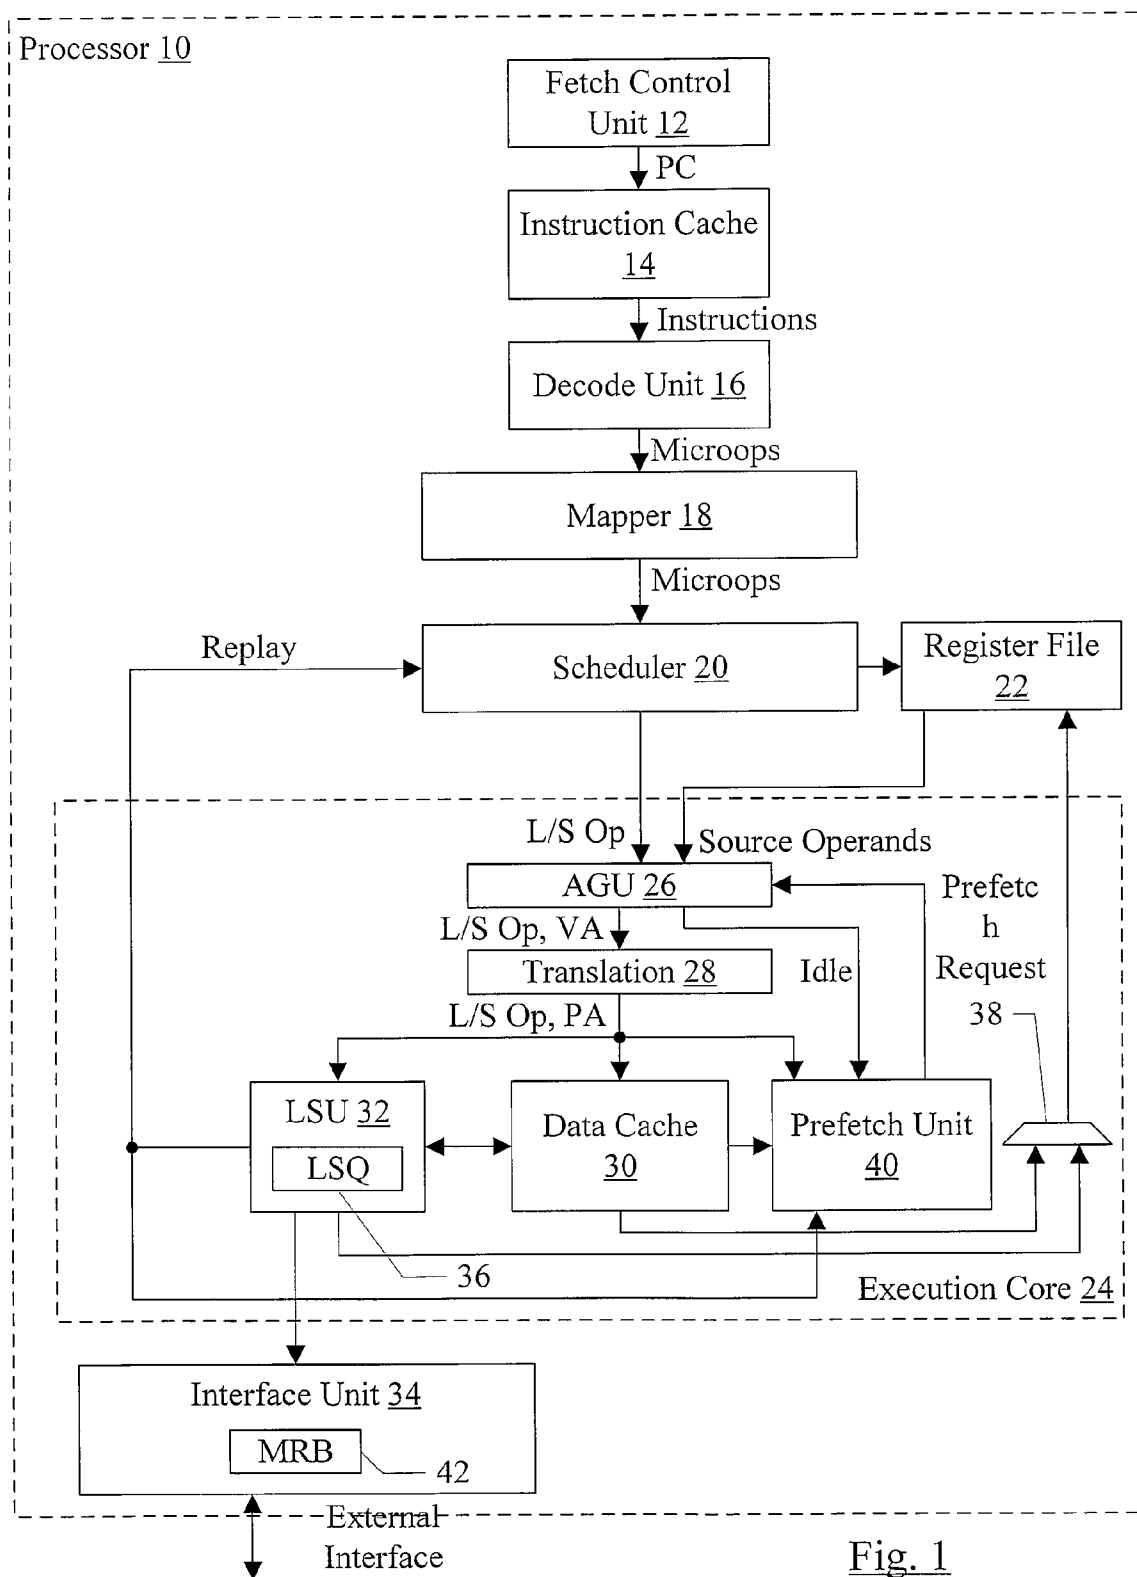 Processor 10
Fetch Control
Unit 12
PC
Instruction Cache
14
Instructions
Decode Unit 16
Microops
Mapper 18
Microops
Replay
Scheduler 20
Register File
22
L/S Op
Source Operands
AGU 26
Prefetc
h
Request
L/S Op, VA
Translation 28
Idle
L/S Op, PA
38
LSU 32
LSQ
Data Cache
30
Prefetch Unit
40
36
Execution Core 24
Interface Unit 34
MRB
42
External
Interface
Fig. 1